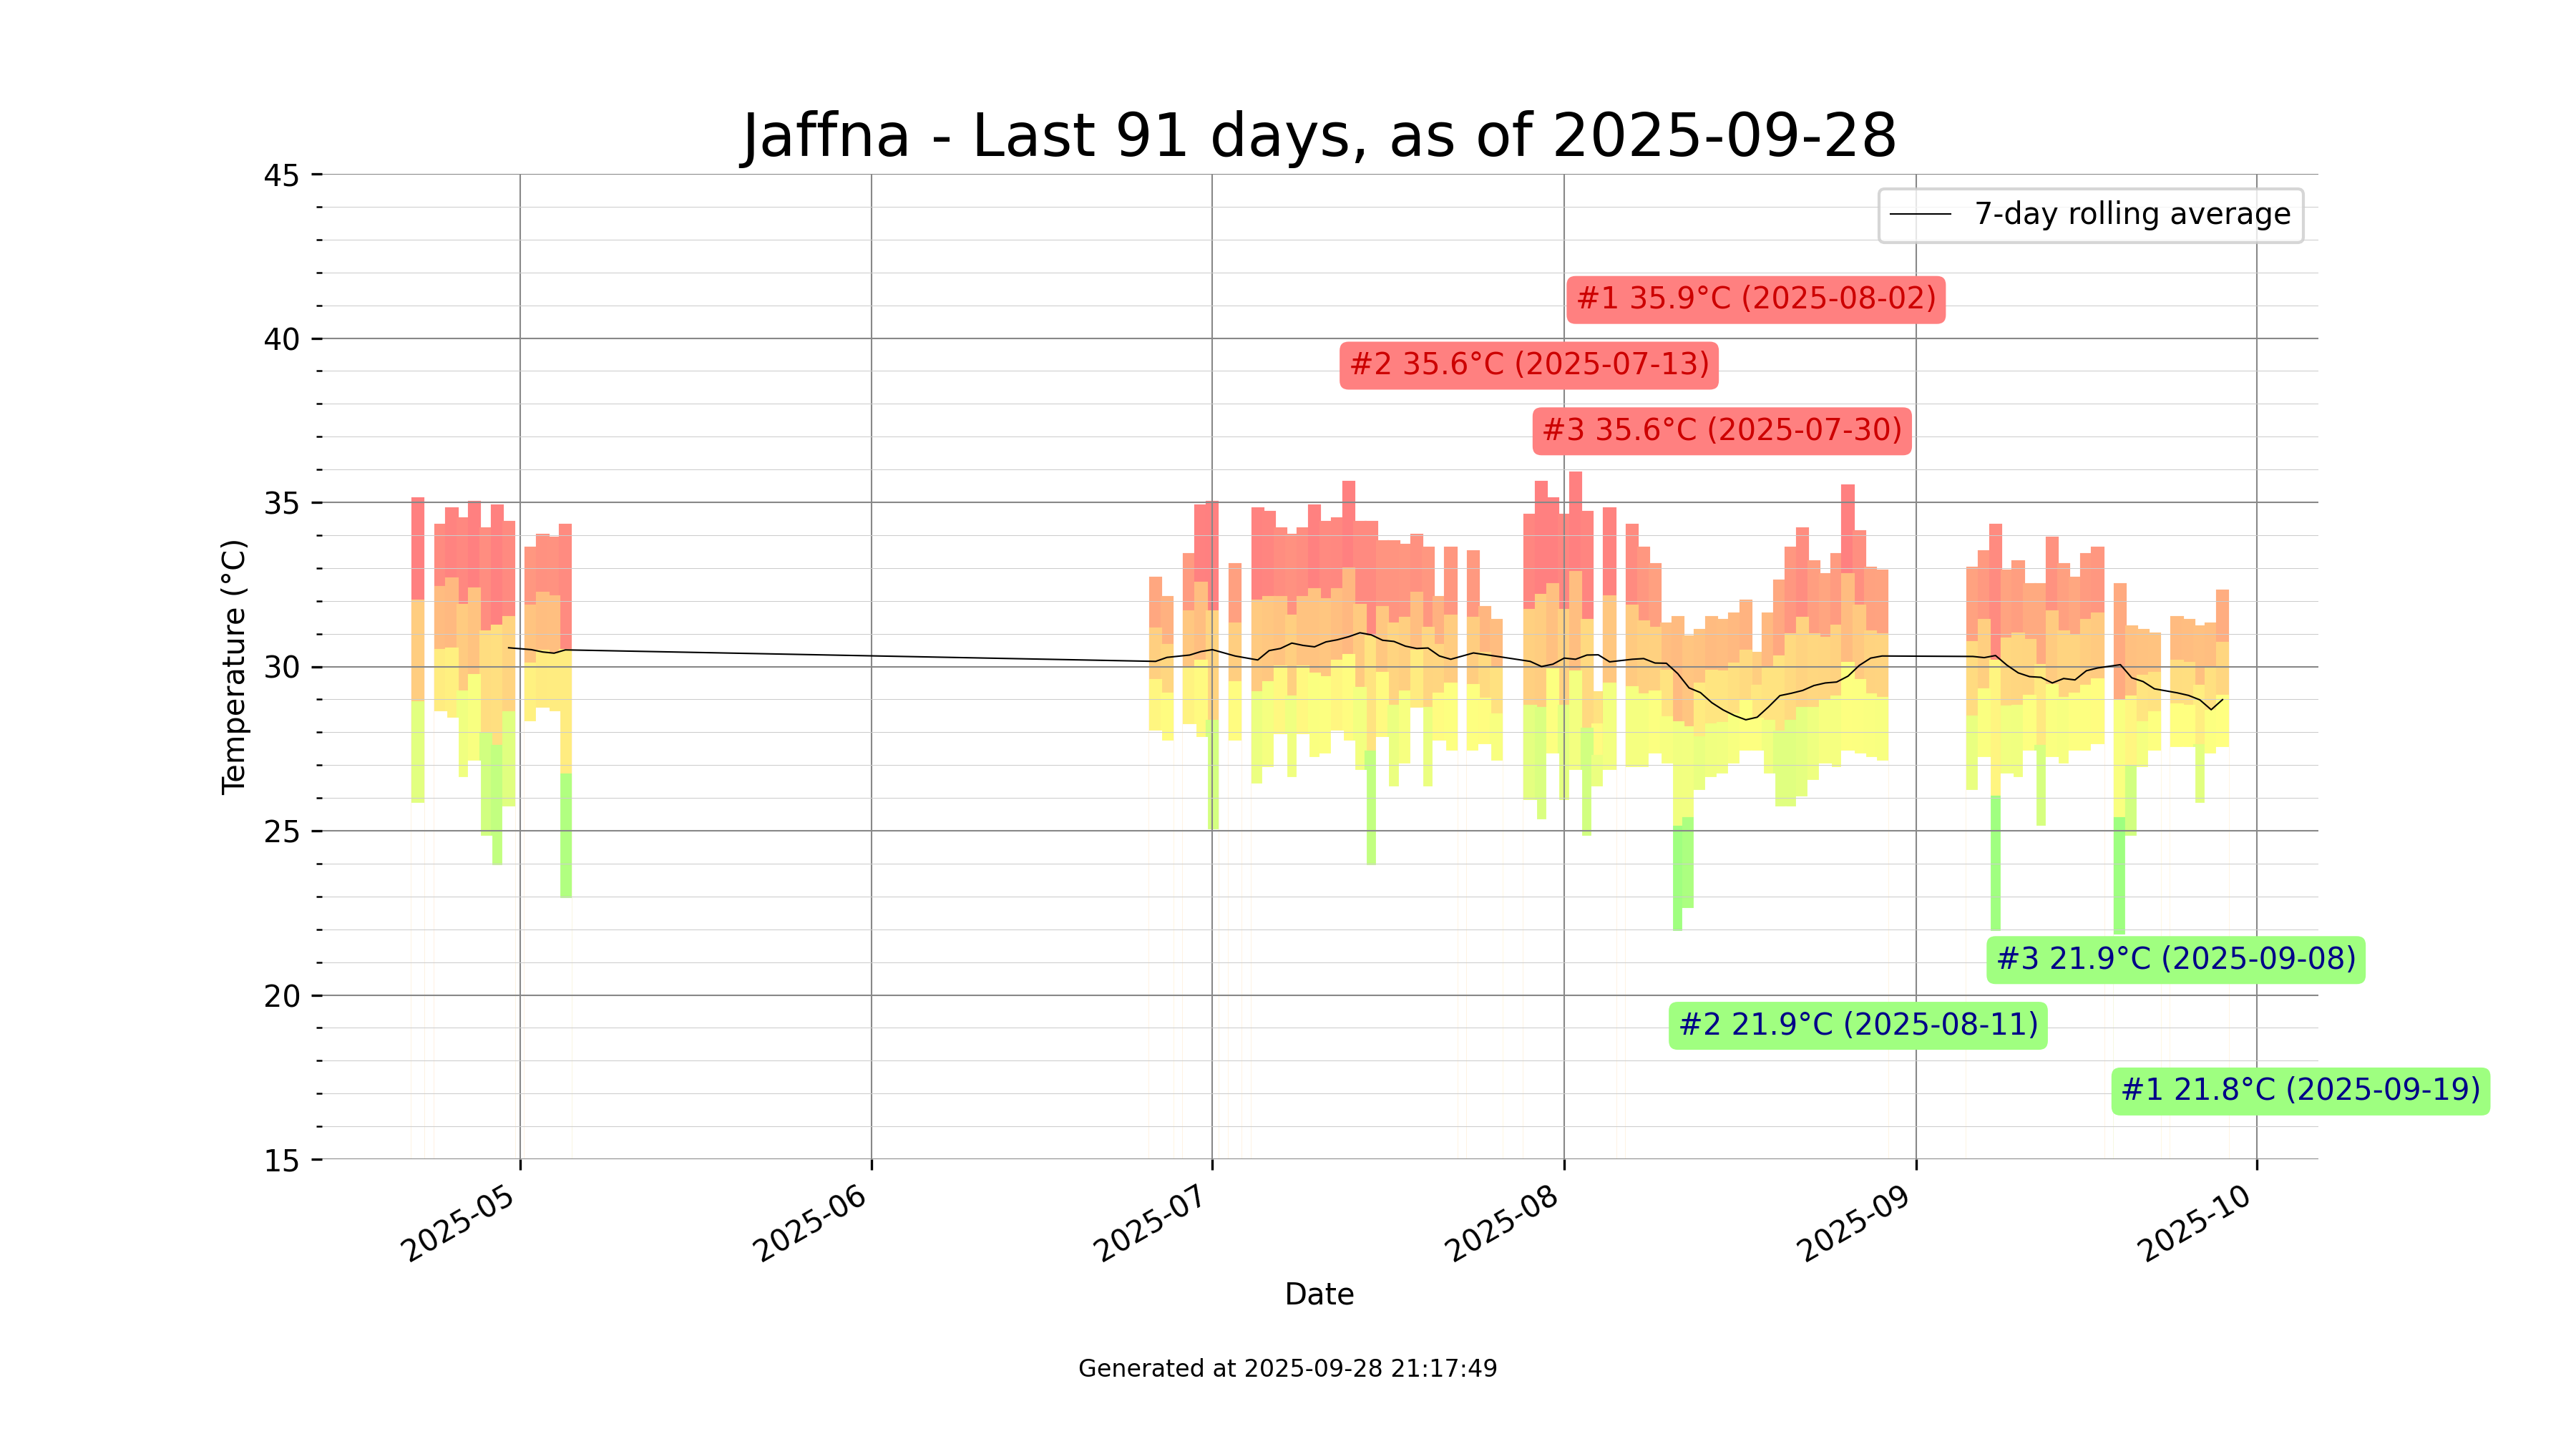 Jaffna - Last 91 days, as of 2025-09-28
45
40
35
30
25
20
15
Temperature (°C)
7-day rolling average
#1 35.9°C (2025-08-02)
#2 35.6°C (2025-07-13)
#3 35.6°C (2025-07-30)
#3 21.9°C (2025-09-08)
#2 21.9°C (2025-08-11)
#1 21.8°C (2025-09-19)
2025-05
2025-06
2025-07
2025-08
2025-09
2025-10
Date
Generated at 2025-09-28 21:17:49